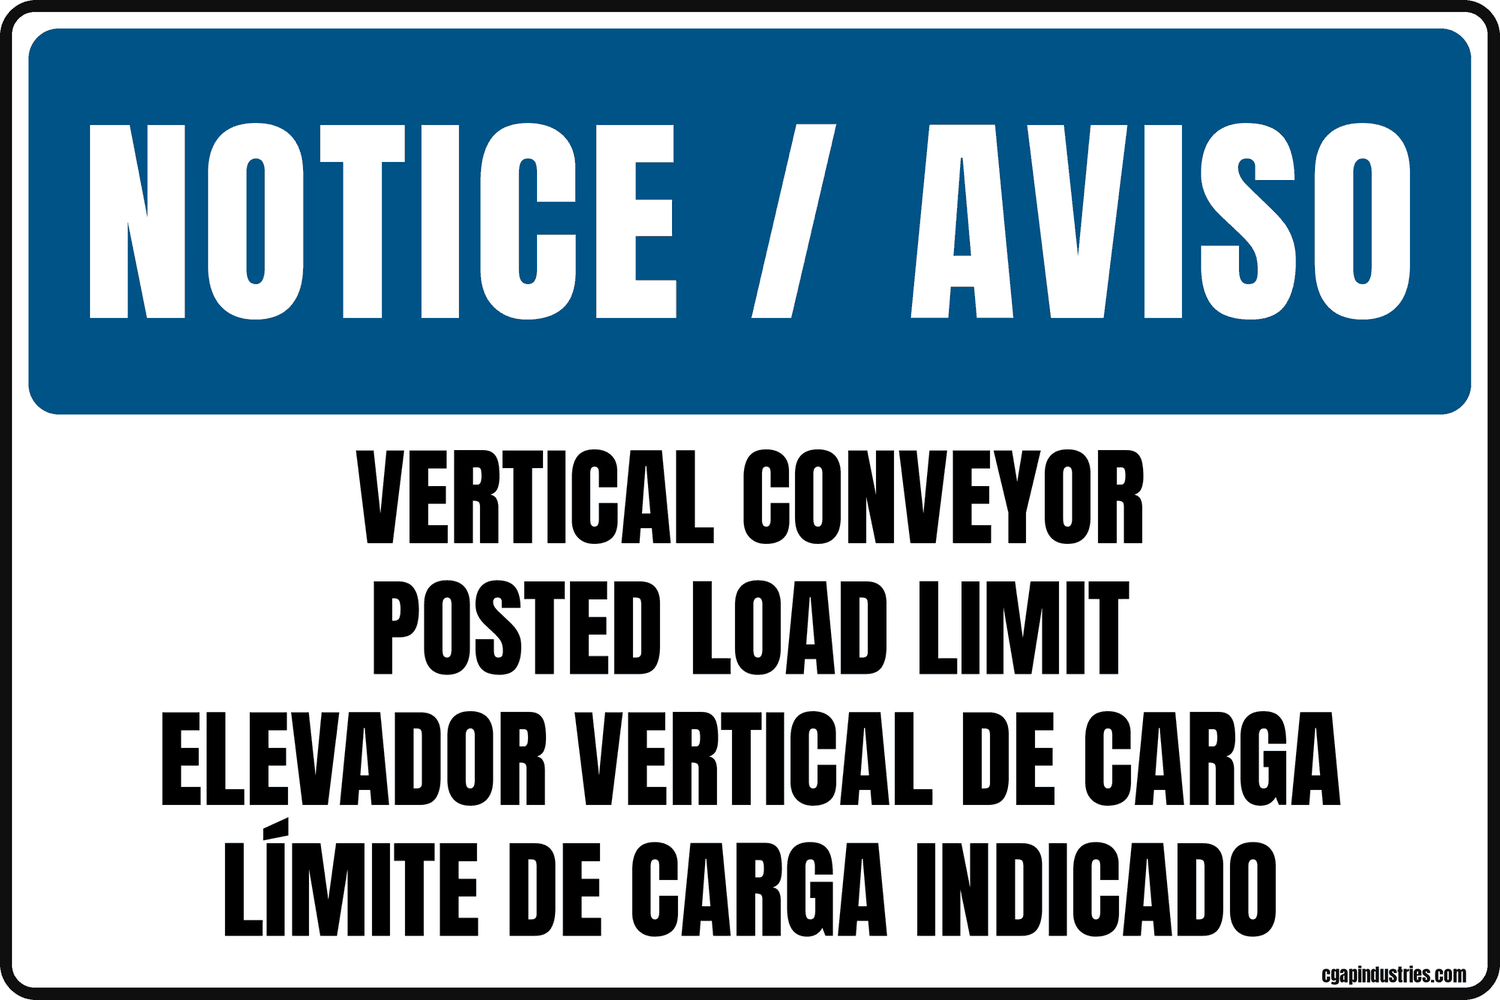 NOTICE / AVISO
VERTICAL CONVEYOR
POSTED LOAD LIMIT
ELEVADOR VERTICAL DE CARGA
LÍMITE DE CARGA INDICADO
cgapindustries.com